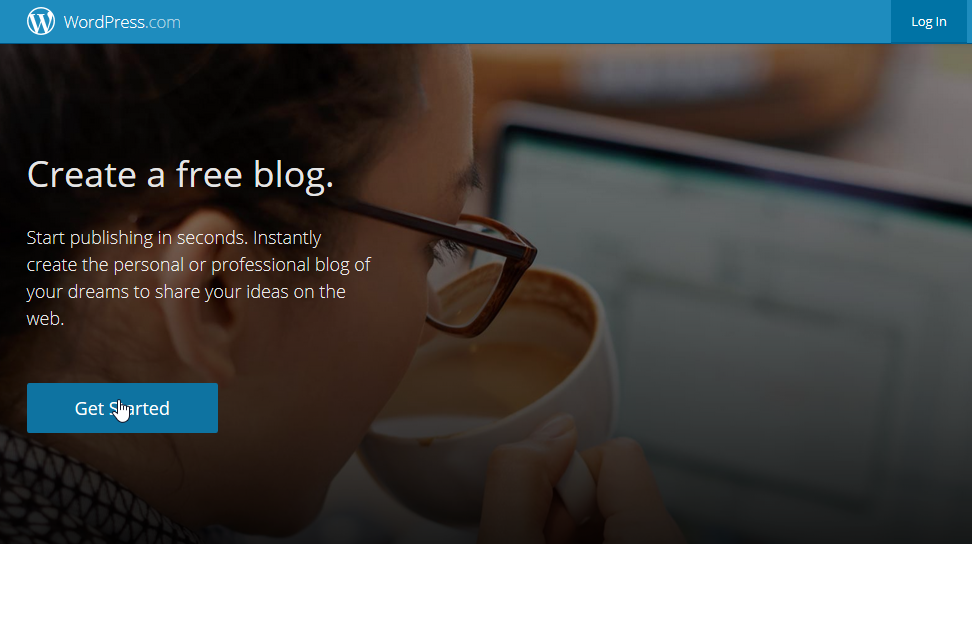 WordPress.com
Log In
Create a free blog.
Start publishing in seconds. Instantly
create the personal or professional blog of
your dreams to share your ideas on the
web.
Get Started